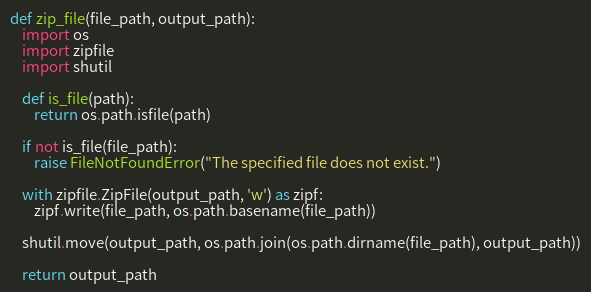 def zip_file(file_path, output_path):
    import os
    import zipfile
    import shutil

    def is_file(path):
        return os.path.isfile(path)

    if not is_file(file_path):
        raise FileNotFoundError("The specified file does not exist.")

    with zipfile.ZipFile(output_path, 'w') as zipf:
        zipf.write(file_path, os.path.basename(file_path))

    shutil.move(output_path, os.path.join(os.path.dirname(file_path), output_path))

    return output_path